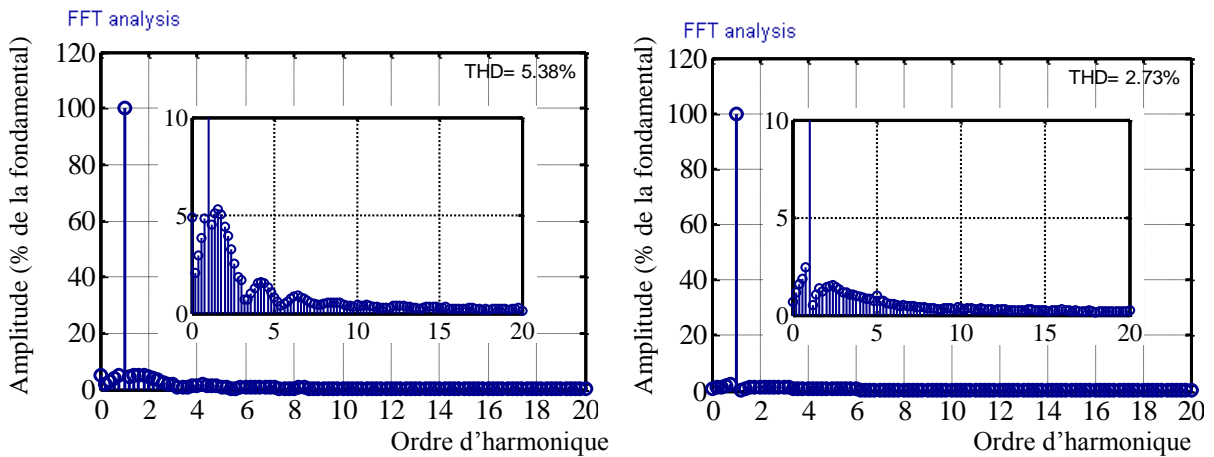 FFT analysis
120
100
80
60
40
20
0
Amplitude (% de la fondamental)
THD= 5.38%
10
5
0
0 5 10 15 20
0 2 4 6 8 10 12 14 16 18 20
Ordre d'harmonique
FFT analysis
120
100
80
60
40
20
0
Amplitude (% de la fondamental)
THD= 2.73%
10
5
0
0 5 10 15 20
0 2 4 6 8 10 12 14 16 18 20
Ordre d'harmonique